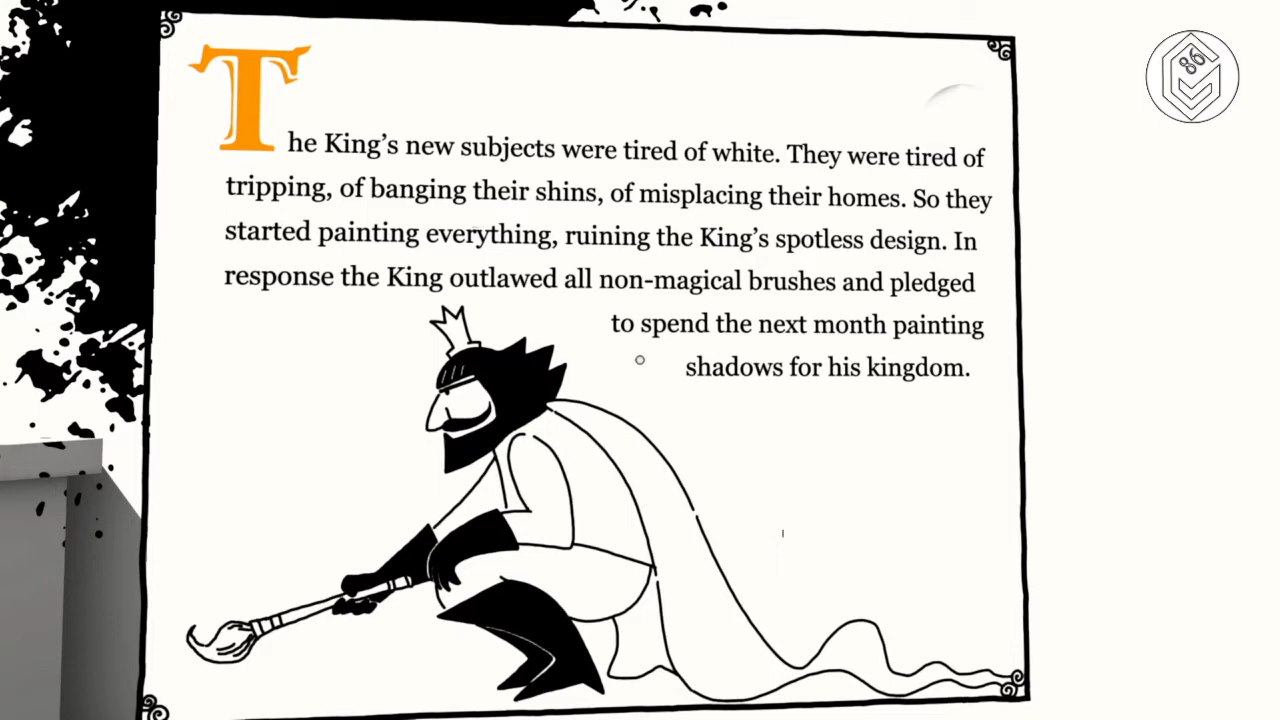 The King's new subjects were tired of white. They were tired of
tripping, of banging their shins, of misplacing their homes. So they
started painting everything, ruining the King's spotless design. In
response the King outlawed all non-magical brushes and pledged
to spend the next month painting
shadows for his kingdom.
86